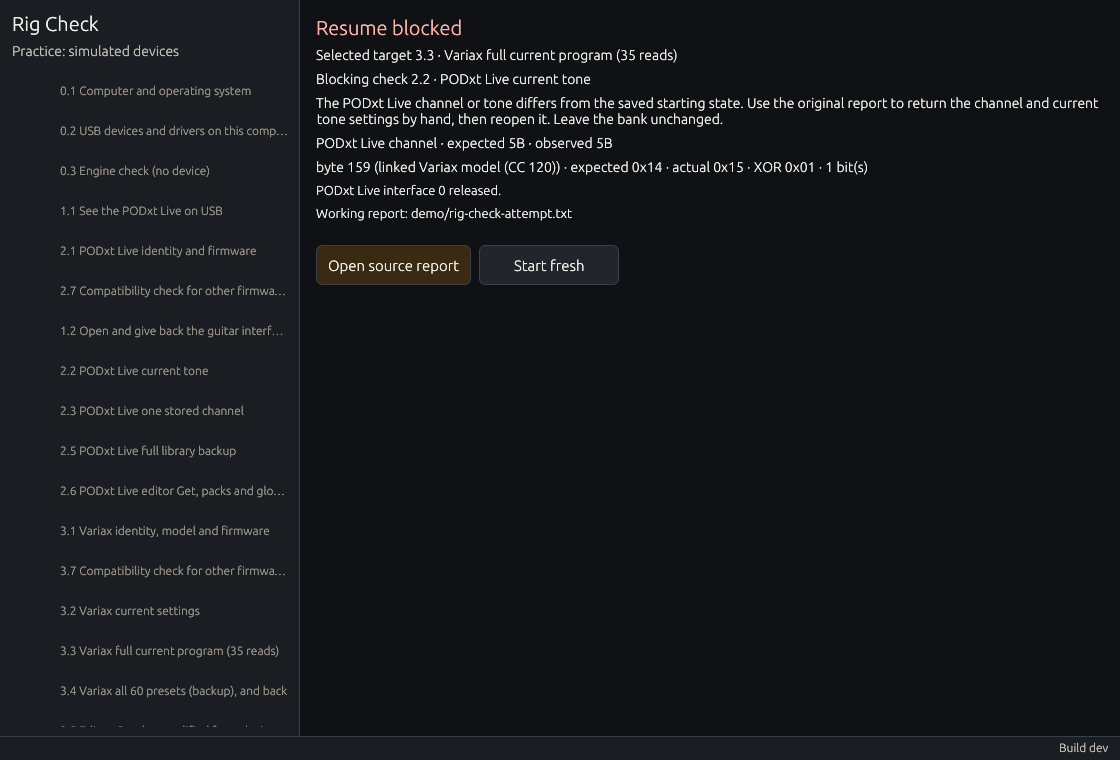 Rig Check
Practice: simulated devices
0.1 Computer and operating system
0.2 USB devices and drivers on this comp…
0.3 Engine check (no device)
1.1 See the PODxt Live on USB
2.1 PODxt Live identity and firmware
2.7 Compatibility check for other firmwa…
1.2 Open and give back the guitar interf…
2.2 PODxt Live current tone
2.3 PODxt Live one stored channel
2.5 PODxt Live full library backup
2.6 PODxt Live editor Get, packs and glo…
3.1 Variax identity, model and firmware
3.7 Compatibility check for other firmwa…
3.2 Variax current settings
3.3 Variax full current program (35 reads)
3.4 Variax all 60 presets (backup), and back
Resume blocked
Selected target 3.3 · Variax full current program (35 reads)
Blocking check 2.2 · PODxt Live current tone
The PODxt Live channel or tone differs from the saved starting state. Use the original report to return the channel and current
tone settings by hand, then reopen it. Leave the bank unchanged.
PODxt Live channel · expected 5B · observed 5B
byte 159 (linked Variax model (CC 120)) · expected 0x14 · actual 0x15 · XOR 0x01 · 1 bit(s)
PODxt Live interface 0 released.
Working report: demo/rig-check-attempt.txt
Open source report
Start fresh
Build dev